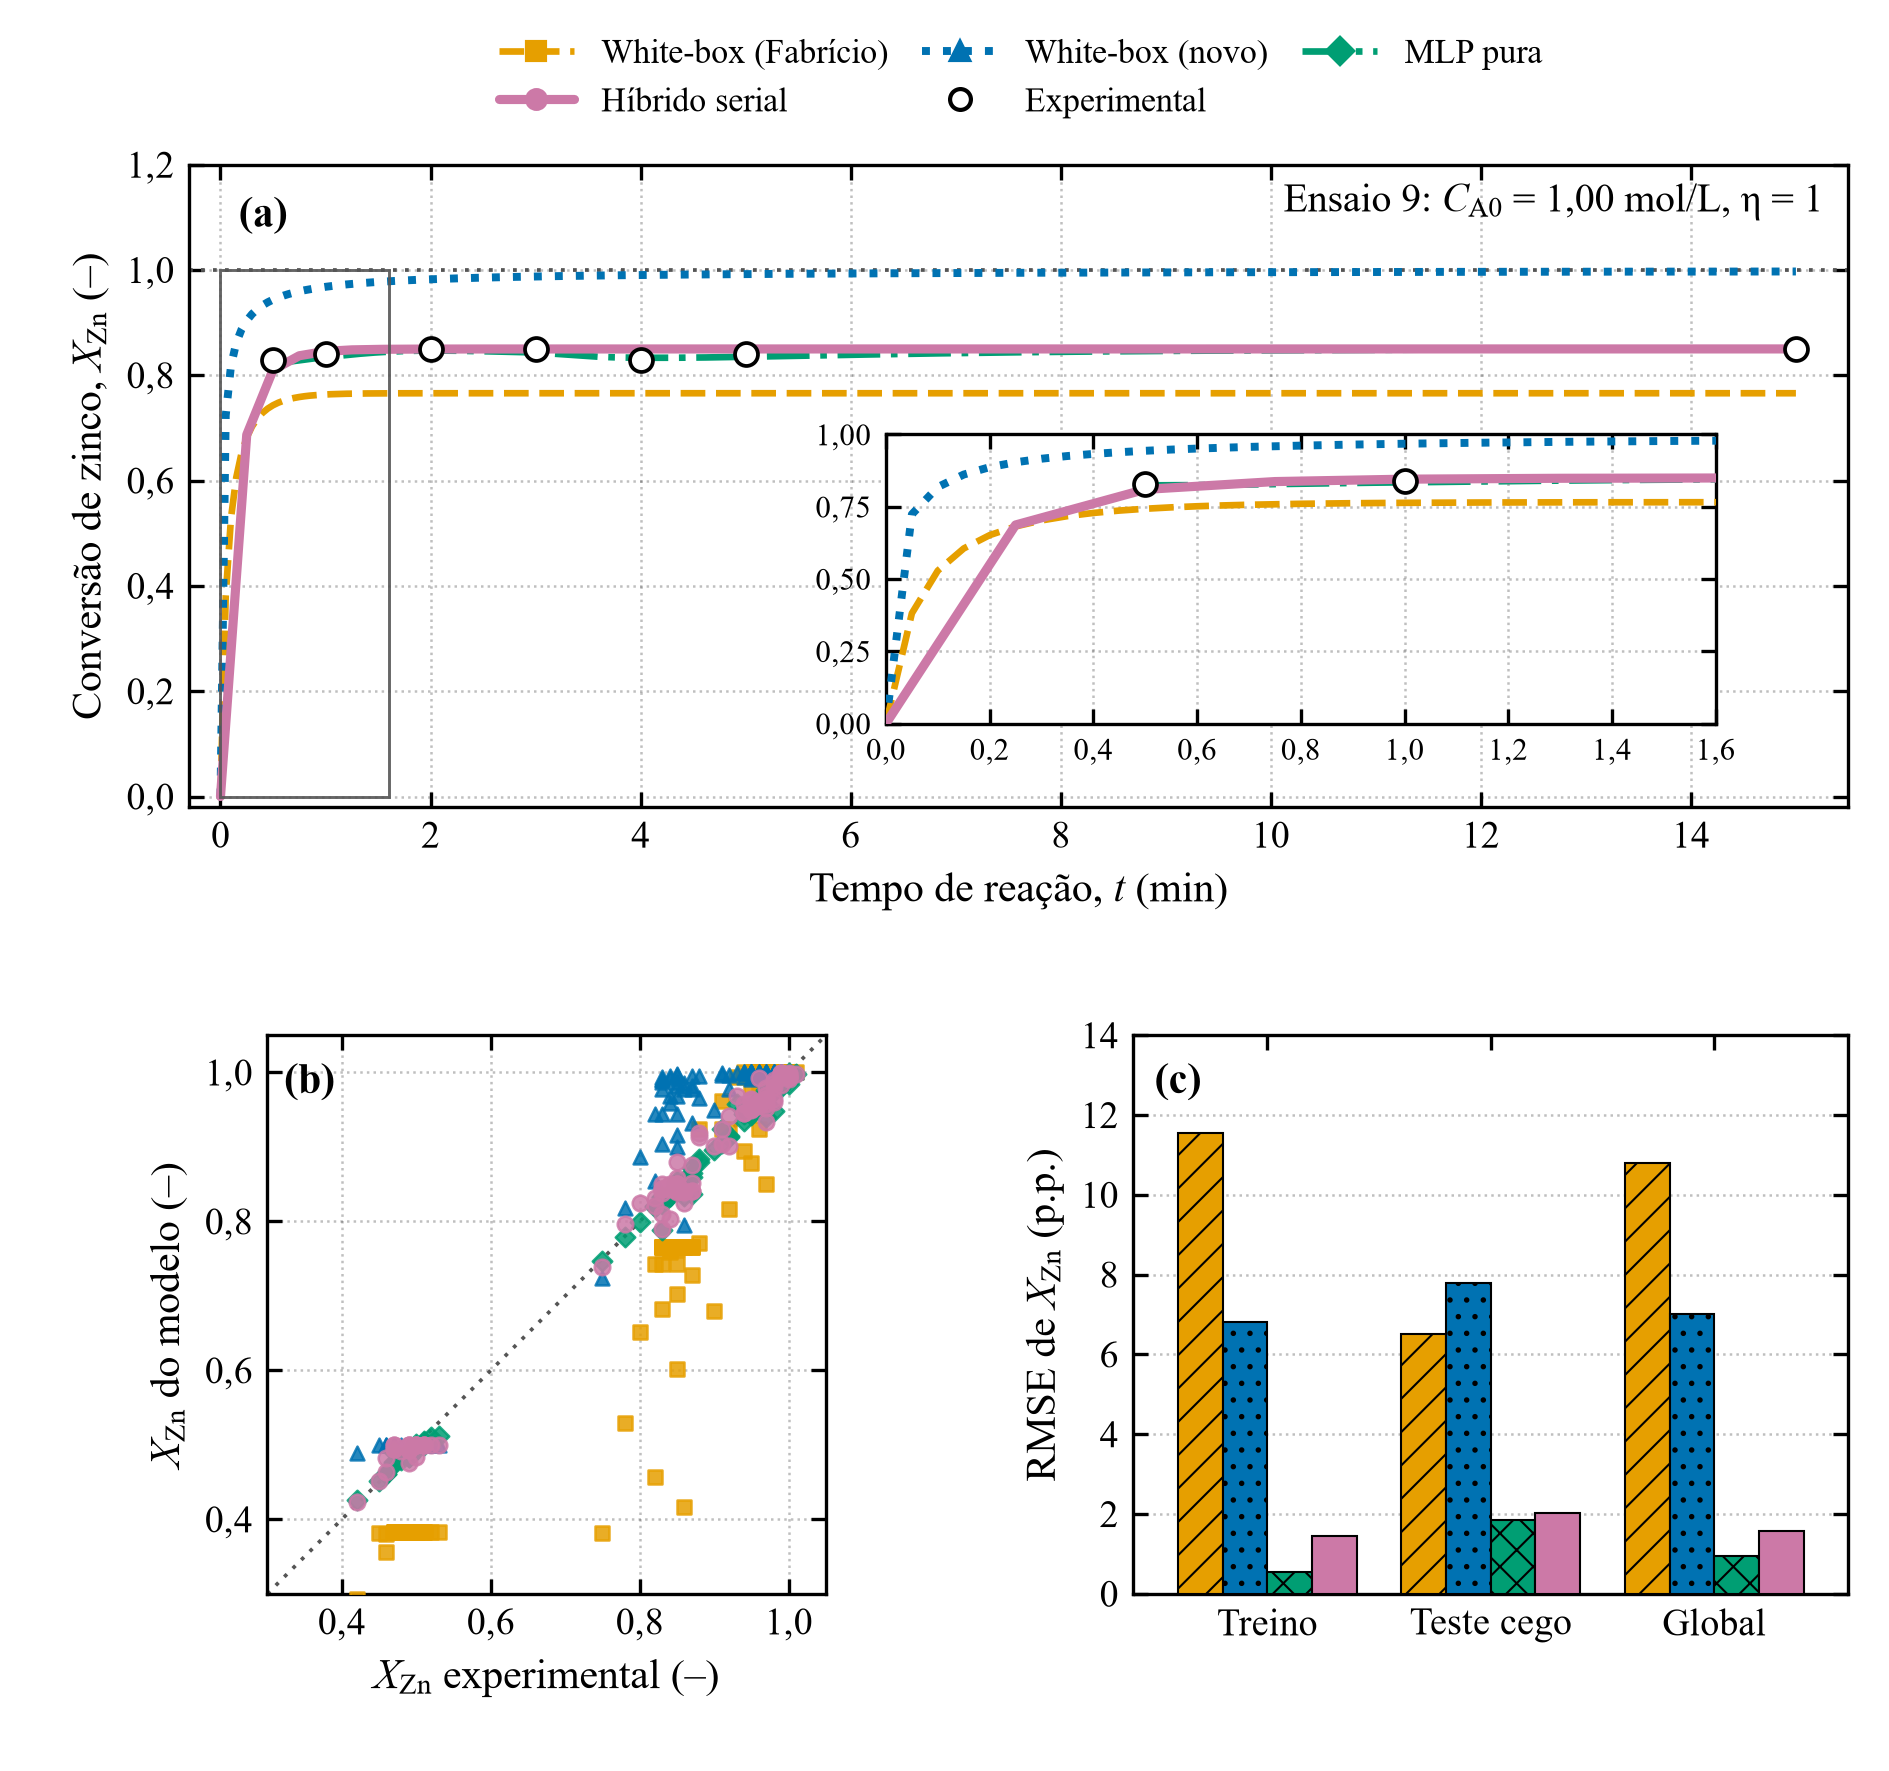 White-box (Fabrício) White-box (novo) MLP pura
Híbrido serial Experimental
(a)
Ensaio 9: C_A0 = 1,00 mol/L, η = 1
Conversão de zinco, X_Zn (–)
1,2
1,0
0,8
0,6
0,4
0,2
0,0
0 2 4 6 8 10 12 14
Tempo de reação, t (min)
1,00
0,75
0,50
0,25
0,00
0,0 0,2 0,4 0,6 0,8 1,0 1,2 1,4 1,6
(b)
X_Zn do modelo (–)
1,0
0,8
0,6
0,4
0,4 0,6 0,8 1,0
X_Zn experimental (–)
(c)
RMSE de X_Zn (p.p.)
14
12
10
8
6
4
2
0
Treino Teste cego Global